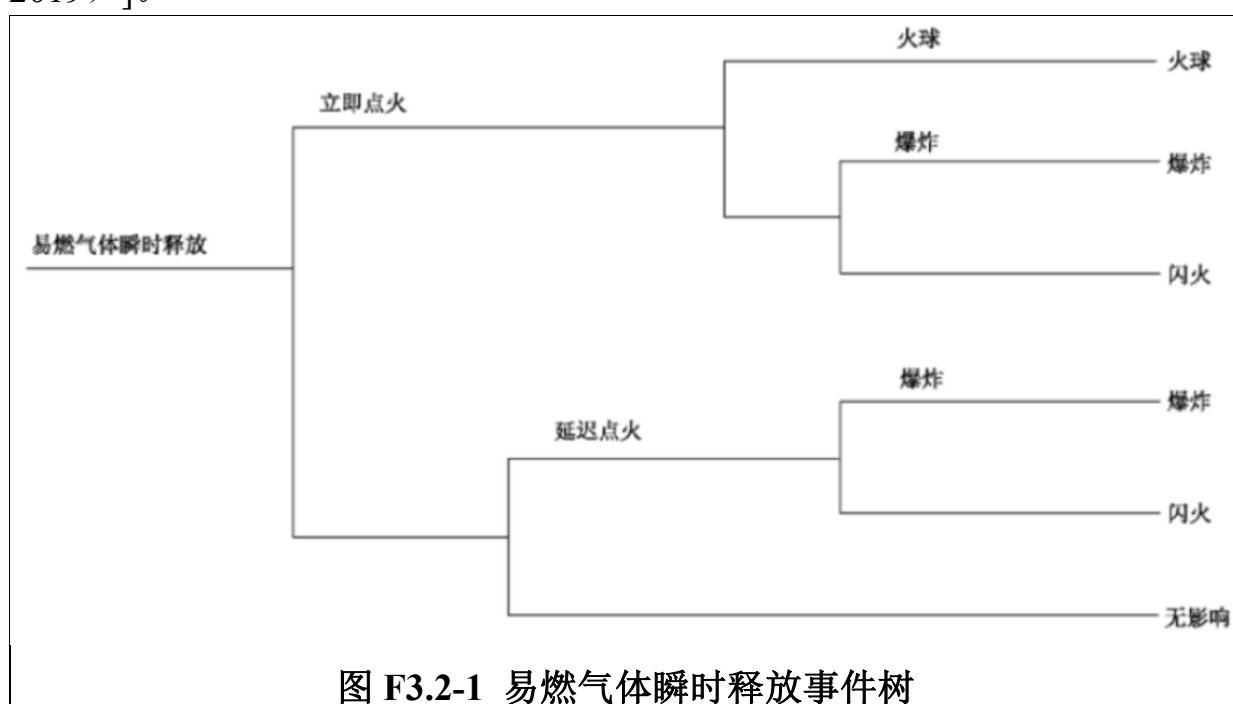 2019》]。
火球
火球
立即点火
爆炸
爆炸
易燃气体瞬时释放
闪火
爆炸
爆炸
延迟点火
闪火
无影响
图 F3.2-1 易燃气体瞬时释放事件树